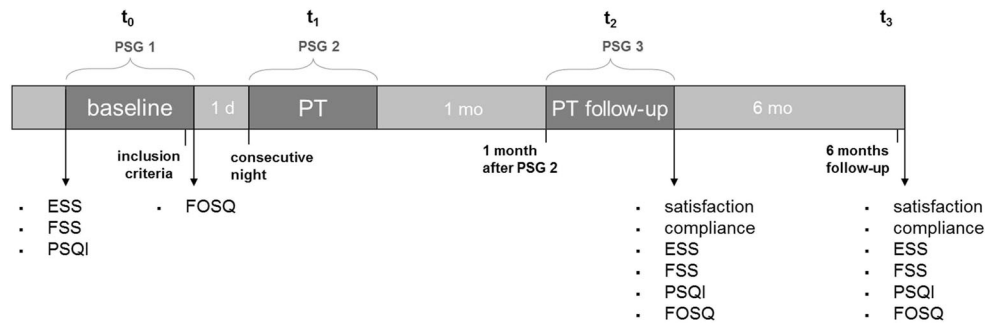 t0 t1 t2 t3
PSG 1 PSG 2 PSG 3
baseline 1 d PT 1 mo PT follow-up 6 mo
inclusion criteria
consecutive night
1 month after PSG 2
6 months follow-up
▪ ESS
▪ FSS
▪ PSQI
▪ FOSQ
▪ satisfaction
▪ compliance
▪ ESS
▪ FSS
▪ PSQI
▪ FOSQ
▪ satisfaction
▪ compliance
▪ ESS
▪ FSS
▪ PSQI
▪ FOSQ